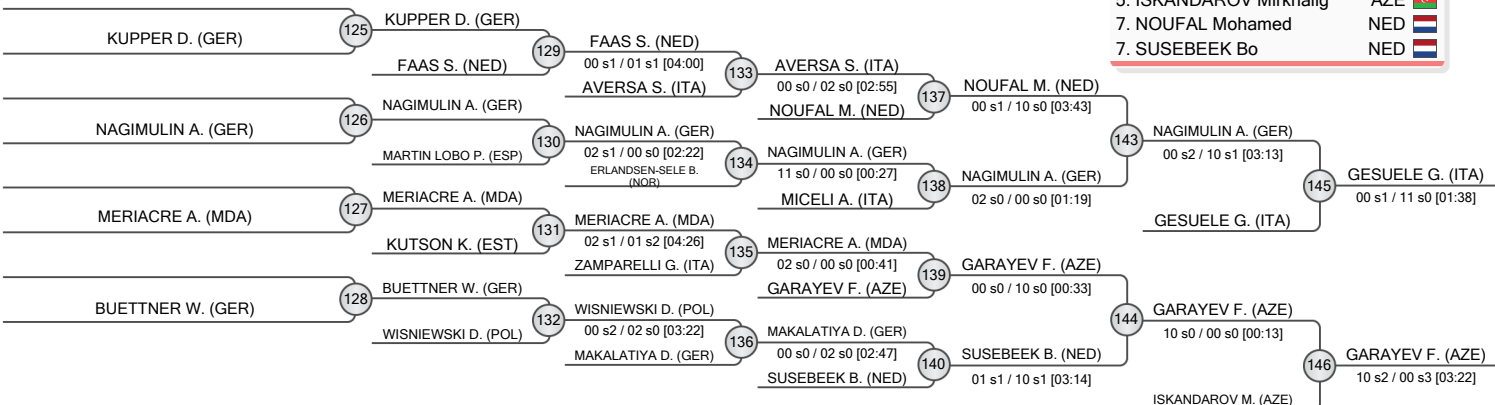 5. ISKANDAROV Mirkhalig AZE
7. NOUFAL Mohamed NED
7. SUSEBEEK Bo NED
KUPPER D. (GER)
125
KUPPER D. (GER)
FAAS S. (NED)
129
FAAS S. (NED)
00 s1 / 01 s1 [04:00]
AVERSA S. (ITA)
133
AVERSA S. (ITA)
00 s0 / 02 s0 [02:55]
NOUFAL M. (NED)
137
NOUFAL M. (NED)
00 s1 / 10 s0 [03:43]
NAGIMULIN A. (GER)
126
NAGIMULIN A. (GER)
MARTIN LOBO P. (ESP)
130
NAGIMULIN A. (GER)
02 s1 / 00 s0 [02:22]
ERLANDSEN-SELE B.
(NOR)
134
NAGIMULIN A. (GER)
11 s0 / 00 s0 [00:27]
MICELI A. (ITA)
138
NAGIMULIN A. (GER)
02 s0 / 00 s0 [01:19]
143
NAGIMULIN A. (GER)
00 s2 / 10 s1 [03:13]
GESUELE G. (ITA)
145
GESUELE G. (ITA)
00 s1 / 11 s0 [01:38]
MERIACRE A. (MDA)
127
MERIACRE A. (MDA)
KUTSON K. (EST)
131
MERIACRE A. (MDA)
02 s1 / 01 s2 [04:26]
ZAMPARELLI G. (ITA)
135
MERIACRE A. (MDA)
02 s0 / 00 s0 [00:41]
GARAYEV F. (AZE)
139
GARAYEV F. (AZE)
00 s0 / 10 s0 [00:33]
BUETTNER W. (GER)
128
BUETTNER W. (GER)
WISNIEWSKI D. (POL)
132
WISNIEWSKI D. (POL)
00 s2 / 02 s0 [03:22]
MAKALATIYA D. (GER)
136
MAKALATIYA D. (GER)
00 s0 / 02 s0 [02:47]
SUSEBEEK B. (NED)
140
SUSEBEEK B. (NED)
01 s1 / 10 s1 [03:14]
144
GARAYEV F. (AZE)
10 s0 / 00 s0 [00:13]
ISKANDAROV M. (AZE)
146
GARAYEV F. (AZE)
10 s2 / 00 s3 [03:22]